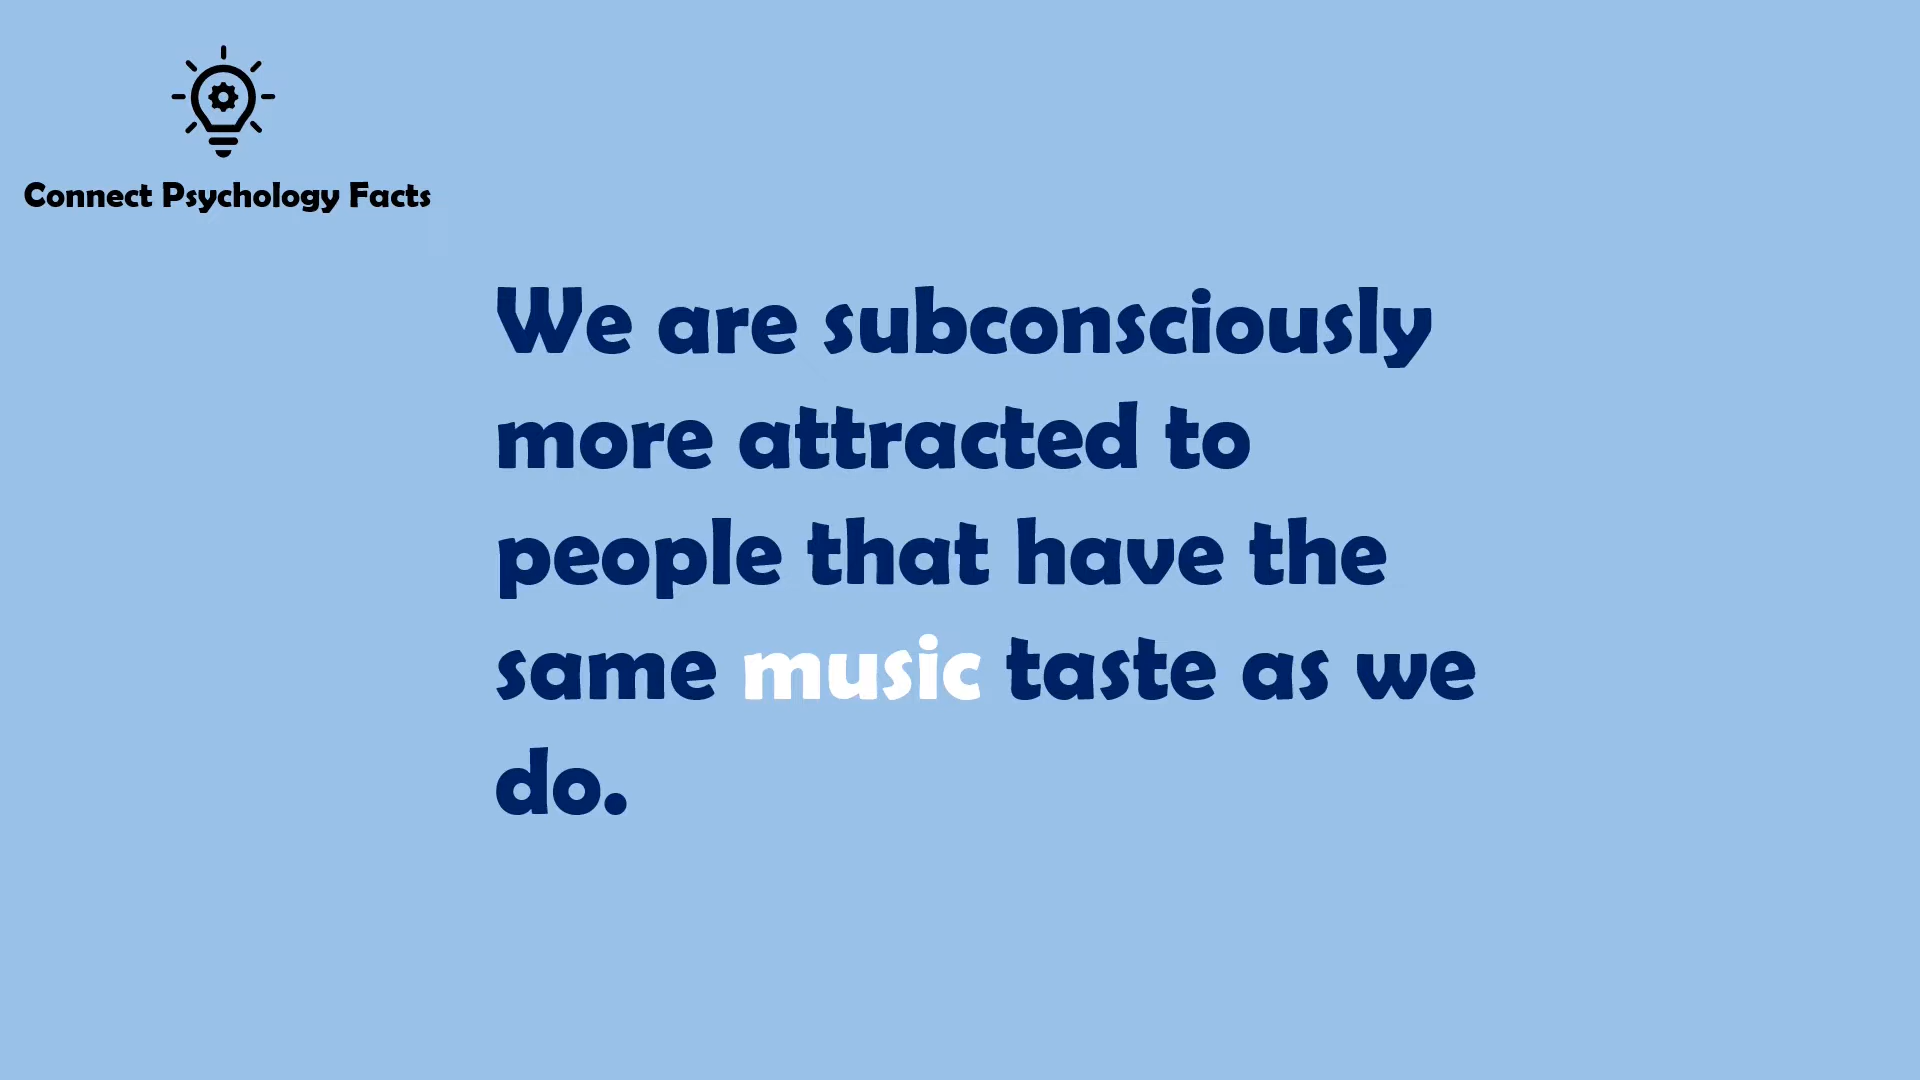 Connect Psychology Facts
We are subconsciously
more attracted to
people that have the
same music taste as we
do.